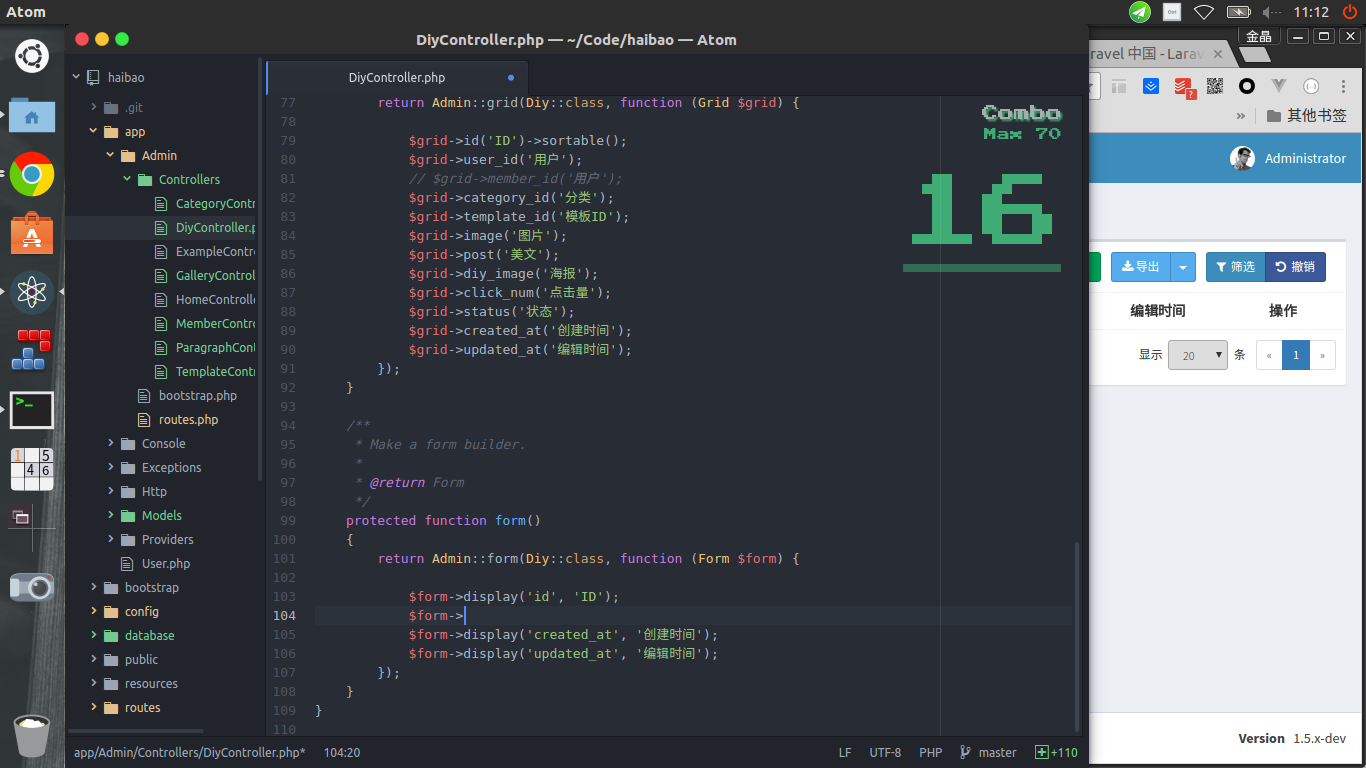 Atom
11:12
DiyController.php — ~/Code/haibao — Atom
金晶
haibao
.git
app
Admin
Controllers
CategoryContr
DiyController.p
ExampleContro
GalleryControl
HomeControlle
MemberContro
ParagraphCont
TemplateContr
bootstrap.php
routes.php
Console
Exceptions
Http
Models
Providers
User.php
bootstrap
config
database
public
resources
routes
DiyController.php
77 return Admin::grid(Diy::class, function (Grid $grid) {
78
79 $grid->id('ID')->sortable();
80 $grid->user_id('用户');
81 // $grid->member_id('用户');
82 $grid->category_id('分类');
83 $grid->template_id('模板ID');
84 $grid->image('图片');
85 $grid->post('美文');
86 $grid->diy_image('海报');
87 $grid->click_num('点击量');
88 $grid->status('状态');
89 $grid->created_at('创建时间');
90 $grid->updated_at('编辑时间');
91 });
92 }
93
94 /**
95 * Make a form builder.
96 *
97 * @return Form
98 */
99 protected function form()
100 {
101 return Admin::form(Diy::class, function (Form $form) {
102
103 $form->display('id', 'ID');
104 $form->
105 $form->display('created_at', '创建时间');
106 $form->display('updated_at', '编辑时间');
107 });
108 }
109 }
110
Combo
Max 70
16
app/Admin/Controllers/DiyController.php* 104:20
LF UTF-8 PHP master +110
ravel 中国 - Larav
» 其他书签
Administrator
导出 筛选 撤销
编辑时间 操作
显示 20 条 « 1 »
Version 1.5.x-dev
1 5
4 6